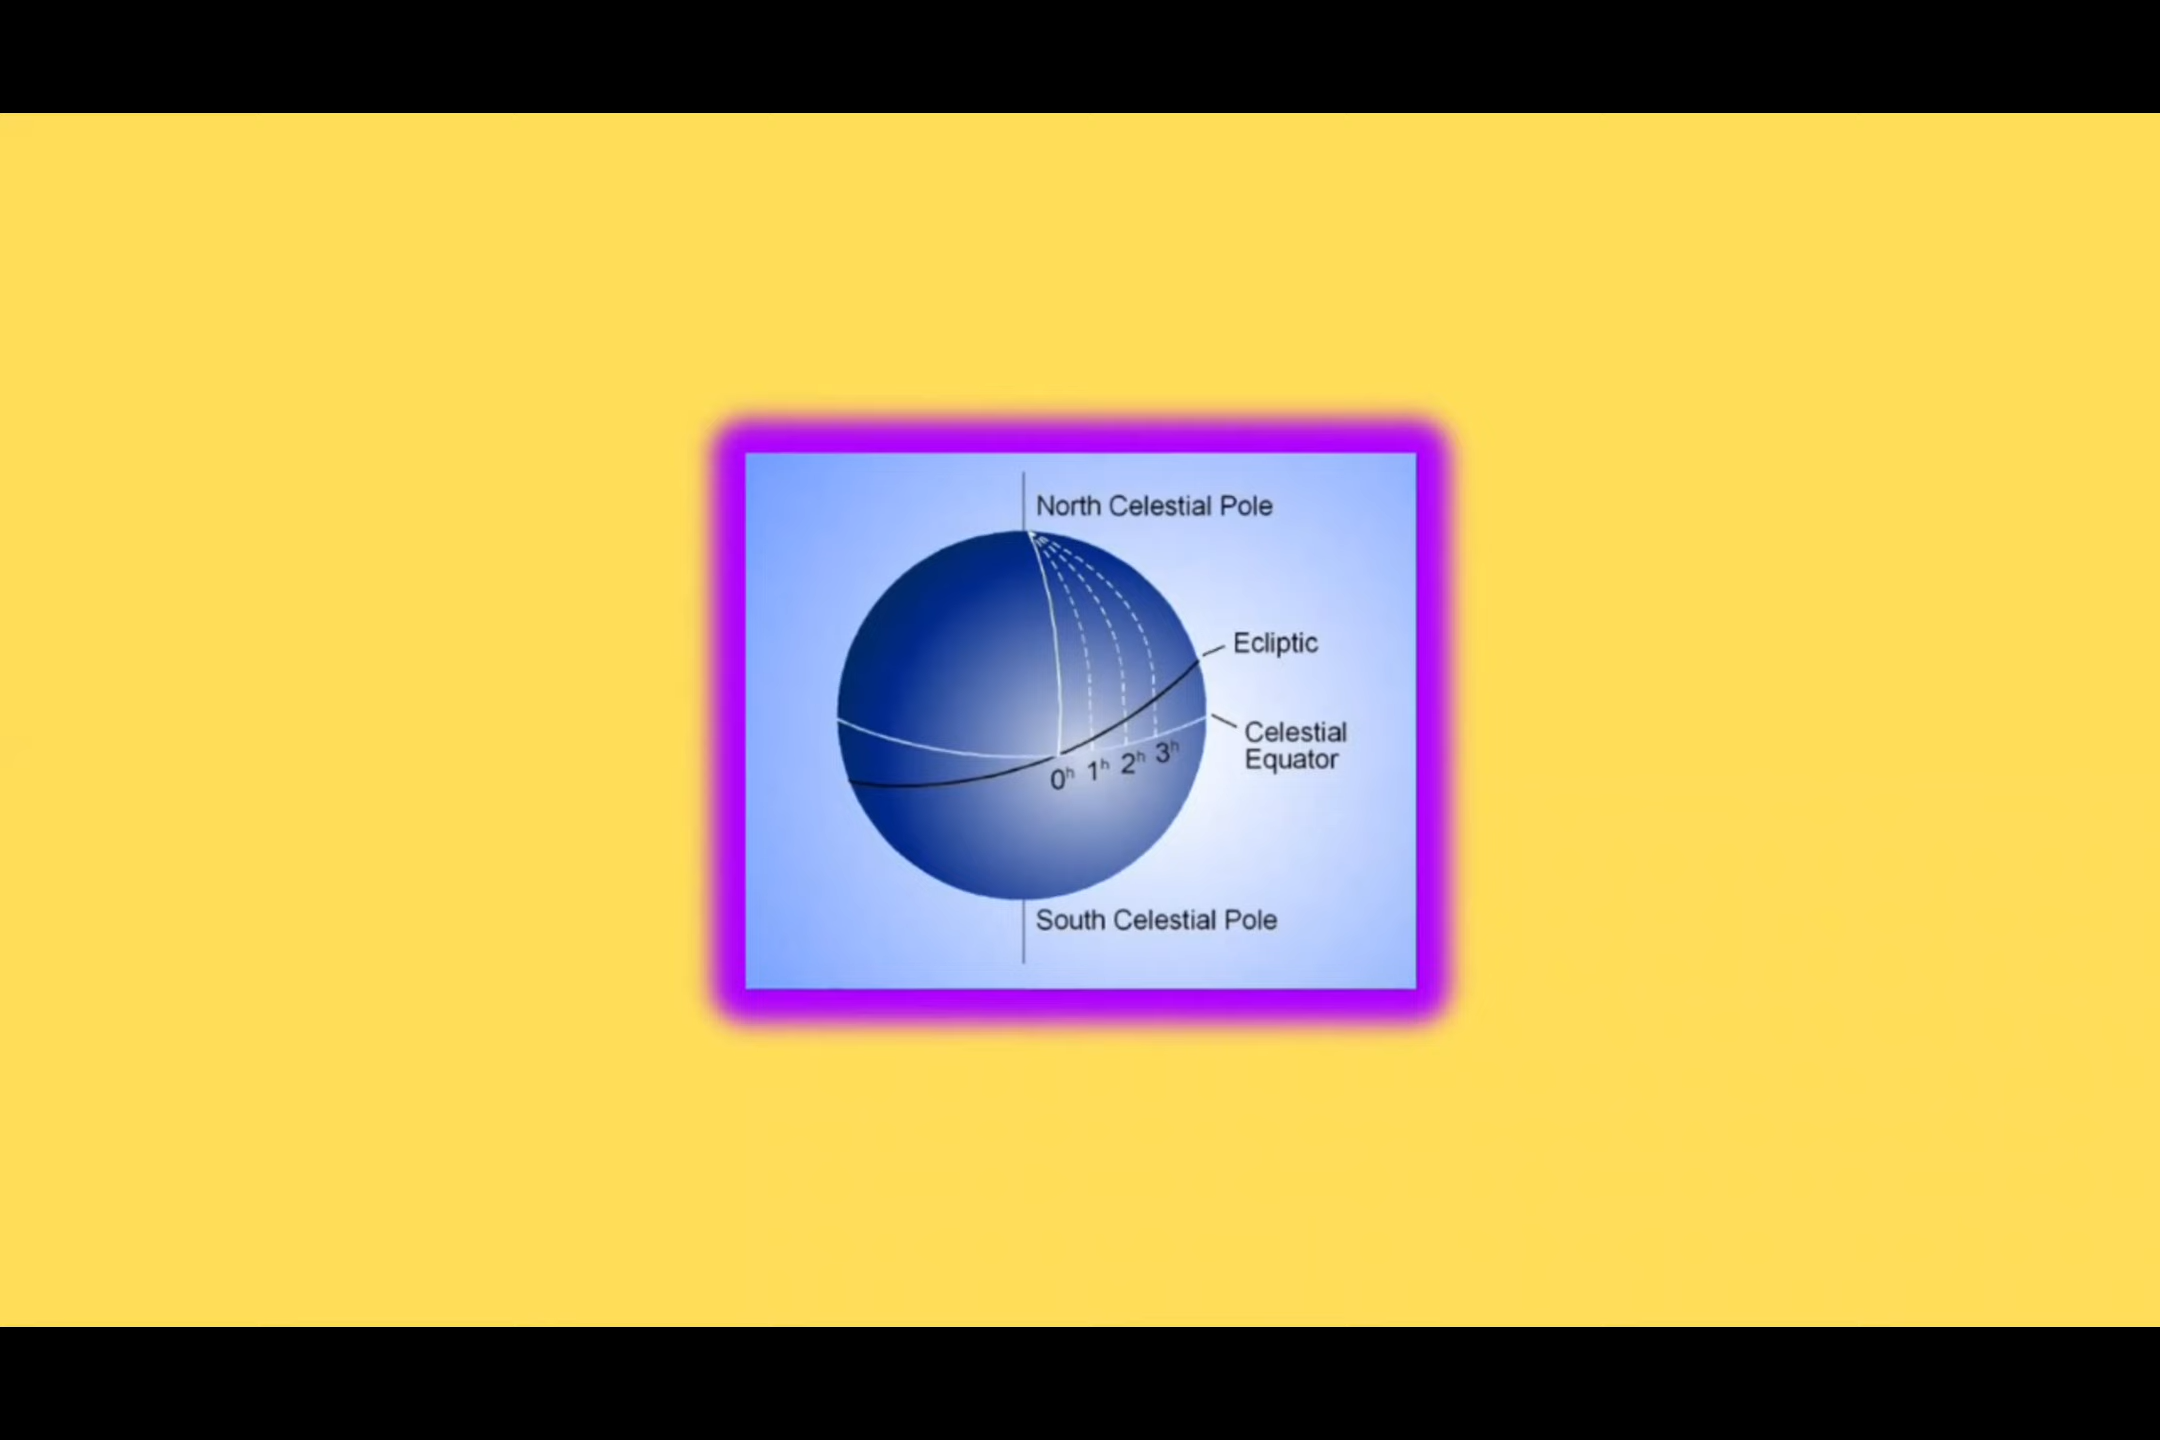 North Celestial Pole
Ecliptic
Celestial
Equator
0ʰ 1ʰ 2ʰ 3ʰ
South Celestial Pole